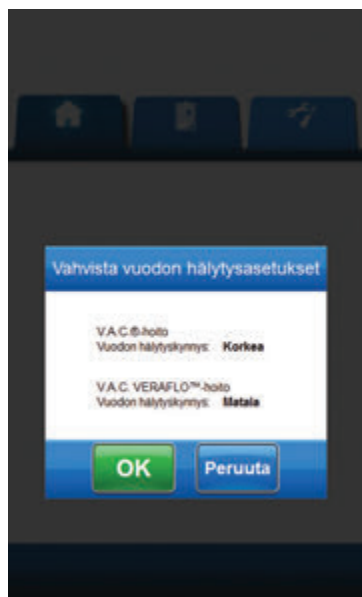 Vahvista vuodon hälytysasetukset
V.A.C.®-hoito
Vuodon hälytyskynnys: Korkea
V.A.C. VERAFLO™-hoito
Vuodon hälytyskynnys: Matala
OK
Peruuta